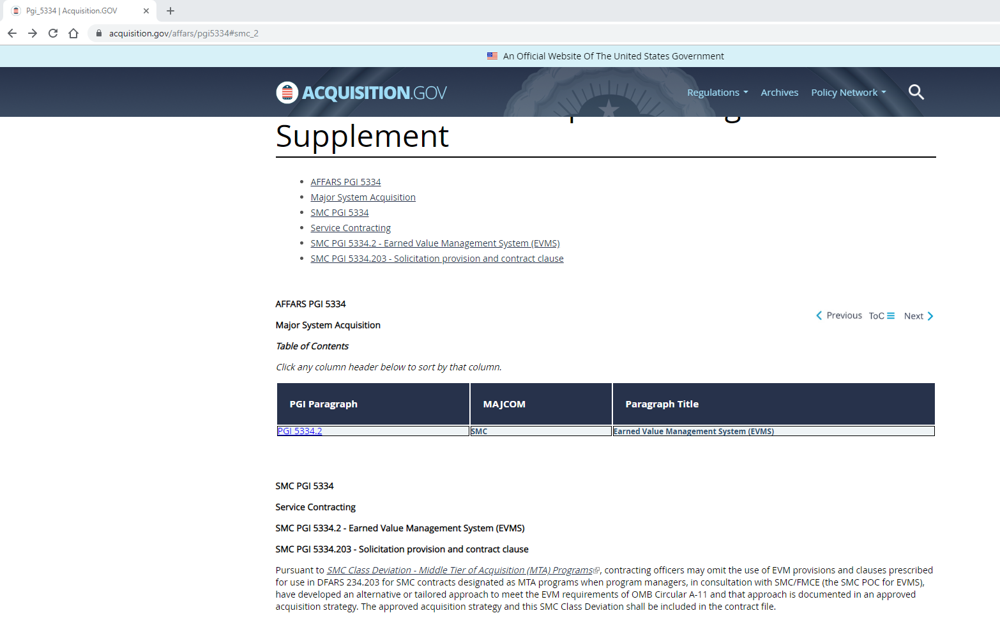 Pgi_5334 | Acquisition.GOV
acquisition.gov/affars/pgi5334#smc_2
An Official Website Of The United States Government
ACQUISITION.GOV
Regulations
Archives
Policy Network
Supplement
AFFARS PGI 5334
Major System Acquisition
SMC PGI 5334
Service Contracting
SMC PGI 5334.2 - Earned Value Management System (EVMS)
SMC PGI 5334.203 - Solicitation provision and contract clause
AFFARS PGI 5334
Previous ToC Next
Major System Acquisition
Table of Contents
Click any column header below to sort by that column.
PGI Paragraph MAJCOM Paragraph Title
PGI 5334.2 SMC Earned Value Management System (EVMS)
SMC PGI 5334
Service Contracting
SMC PGI 5334.2 - Earned Value Management System (EVMS)
SMC PGI 5334.203 - Solicitation provision and contract clause
Pursuant to SMC Class Deviation - Middle Tier of Acquisition (MTA) Programs, contracting officers may omit the use of EVM provisions and clauses prescribed
for use in DFARS 234.203 for SMC contracts designated as MTA programs when program managers, in consultation with SMC/FMCE (the SMC POC for EVMS),
have developed an alternative or tailored approach to meet the EVM requirements of OMB Circular A-11 and that approach is documented in an approved
acquisition strategy. The approved acquisition strategy and this SMC Class Deviation shall be included in the contract file.